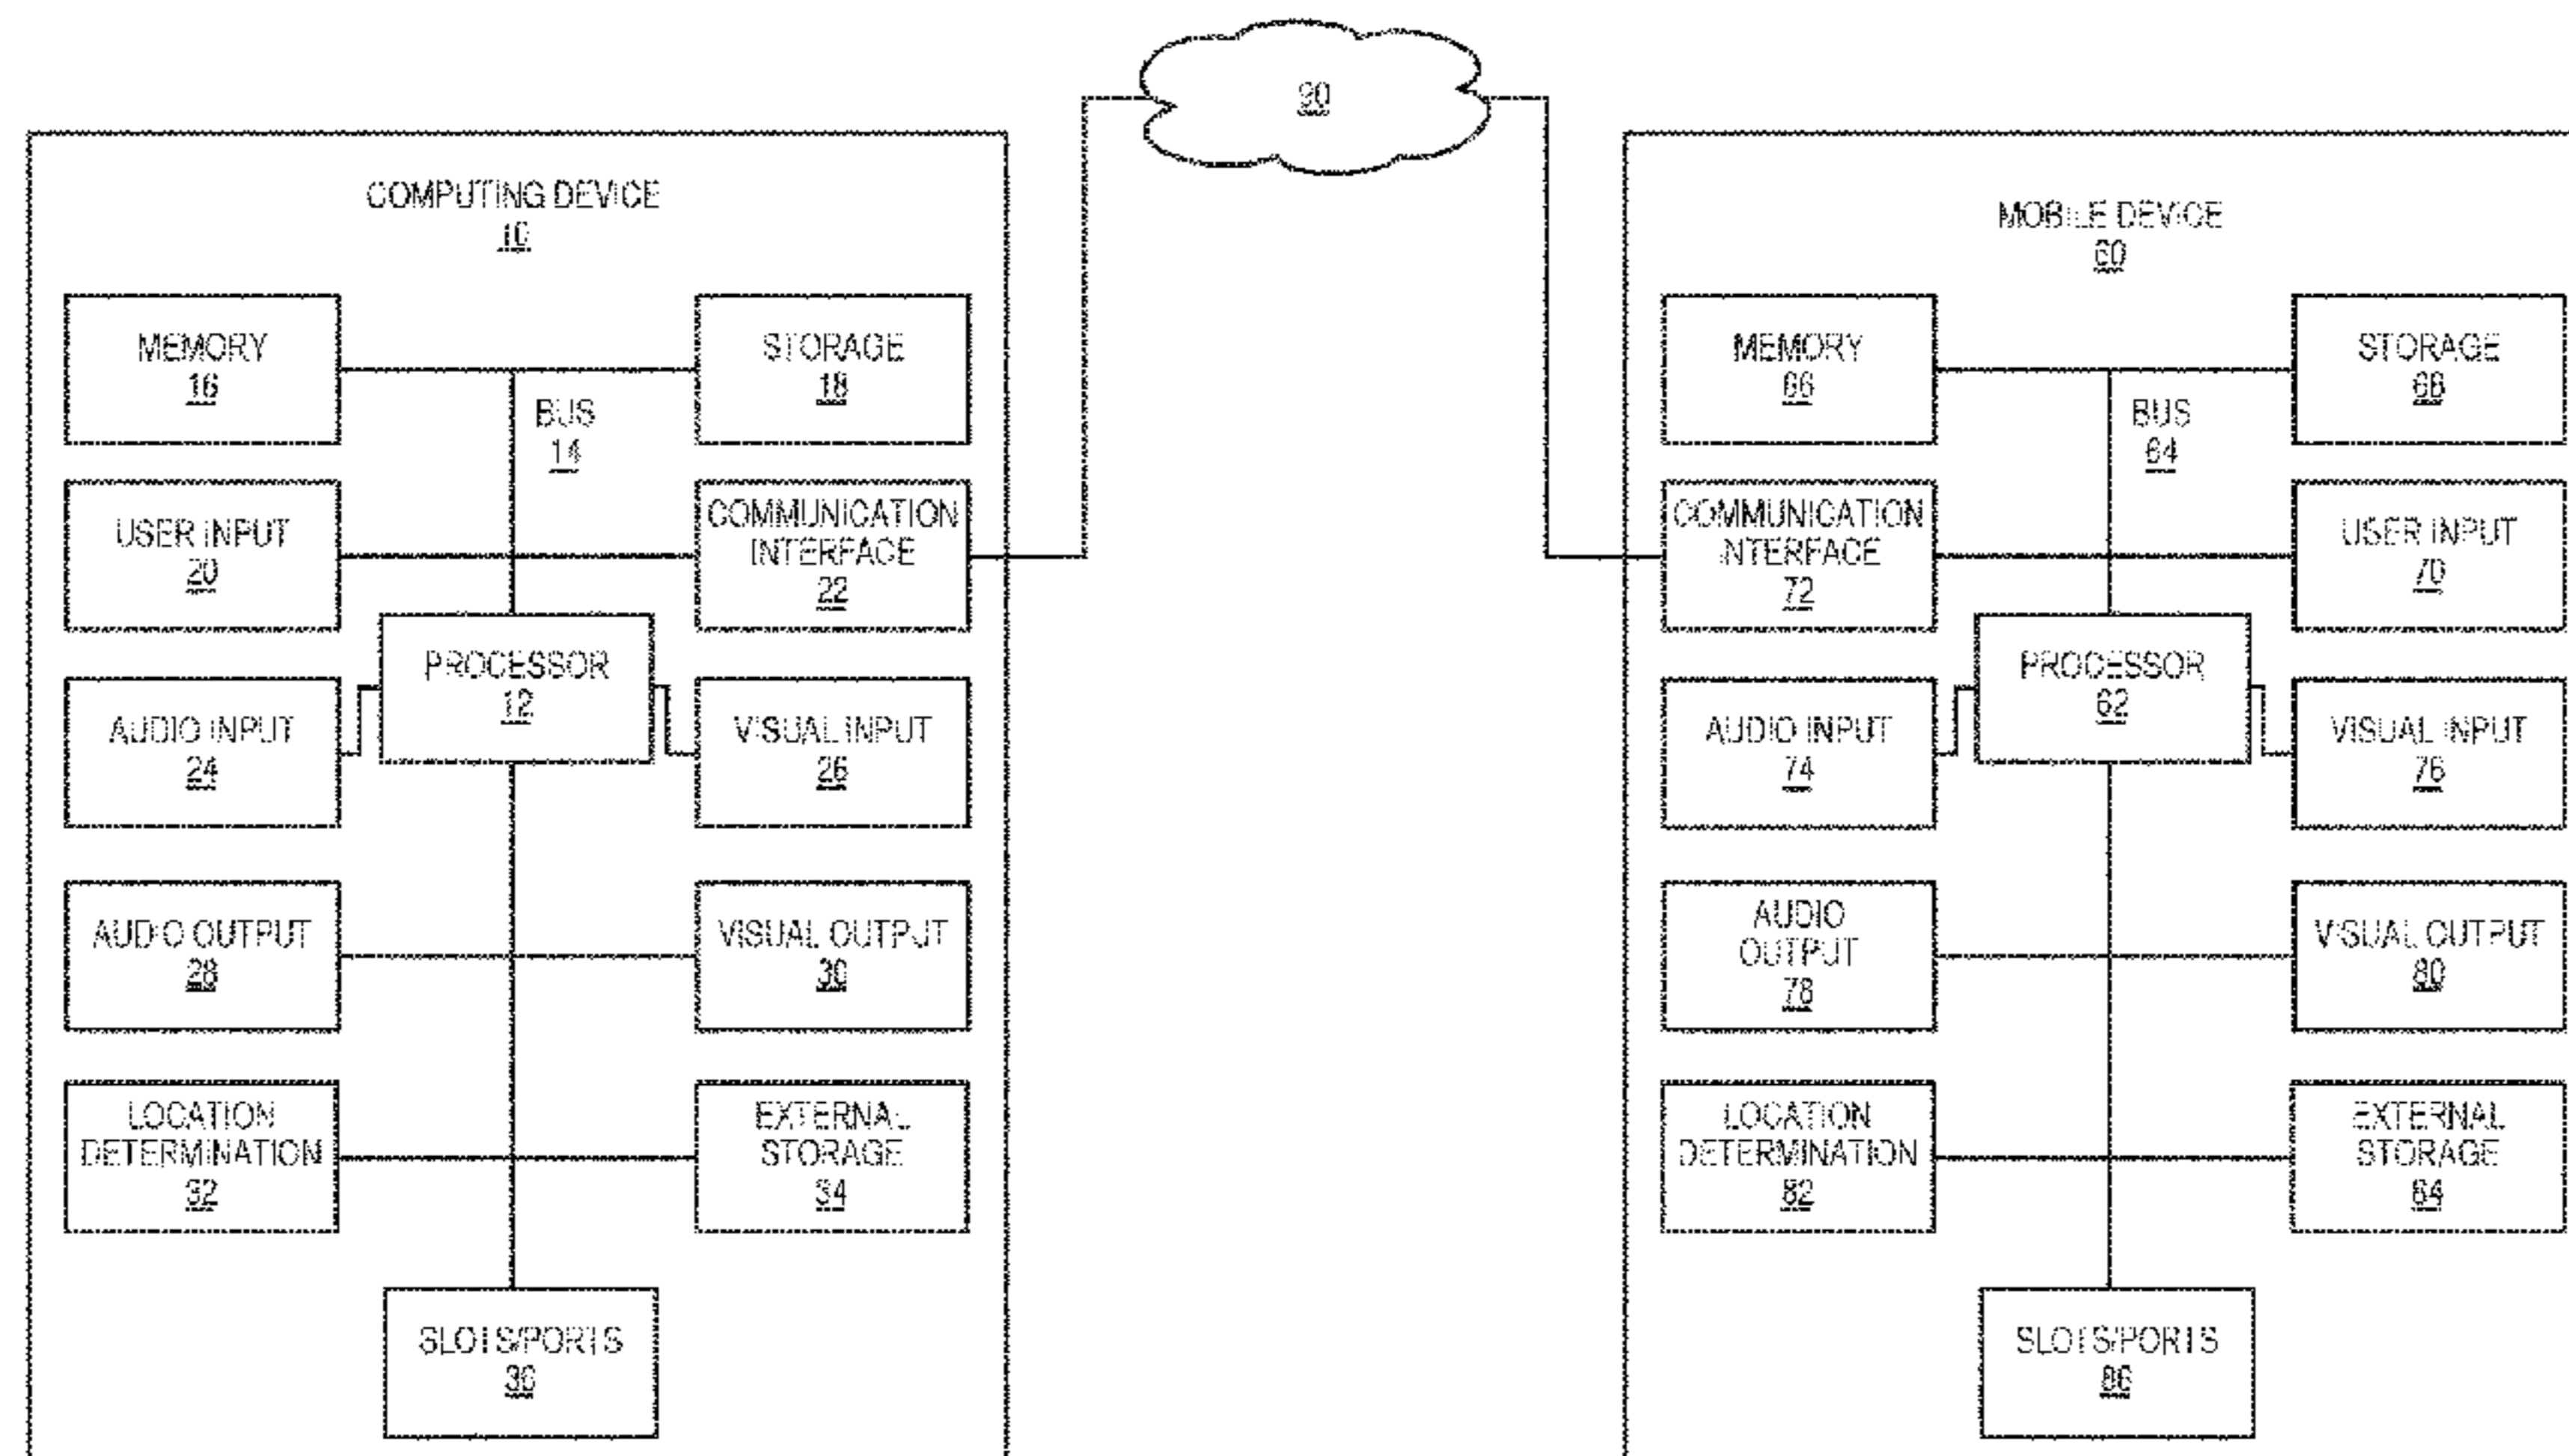 90
COMPUTING DEVICE
10
MEMORY
16
STORAGE
18
BUS
14
USER INPUT
20
COMMUNICATION
INTERFACE
22
PROCESSOR
12
AUDIO INPUT
24
VISUAL INPUT
26
AUDIO OUTPUT
28
VISUAL OUTPUT
30
LOCATION
DETERMINATION
32
EXTERNAL
STORAGE
34
SLOTS/PORTS
36
MOBILE DEVICE
60
MEMORY
66
STORAGE
68
BUS
64
COMMUNICATION
INTERFACE
72
USER INPUT
70
PROCESSOR
62
AUDIO INPUT
74
VISUAL INPUT
76
AUDIO
OUTPUT
78
VISUAL OUTPUT
80
LOCATION
DETERMINATION
82
EXTERNAL
STORAGE
84
SLOTS/PORTS
86